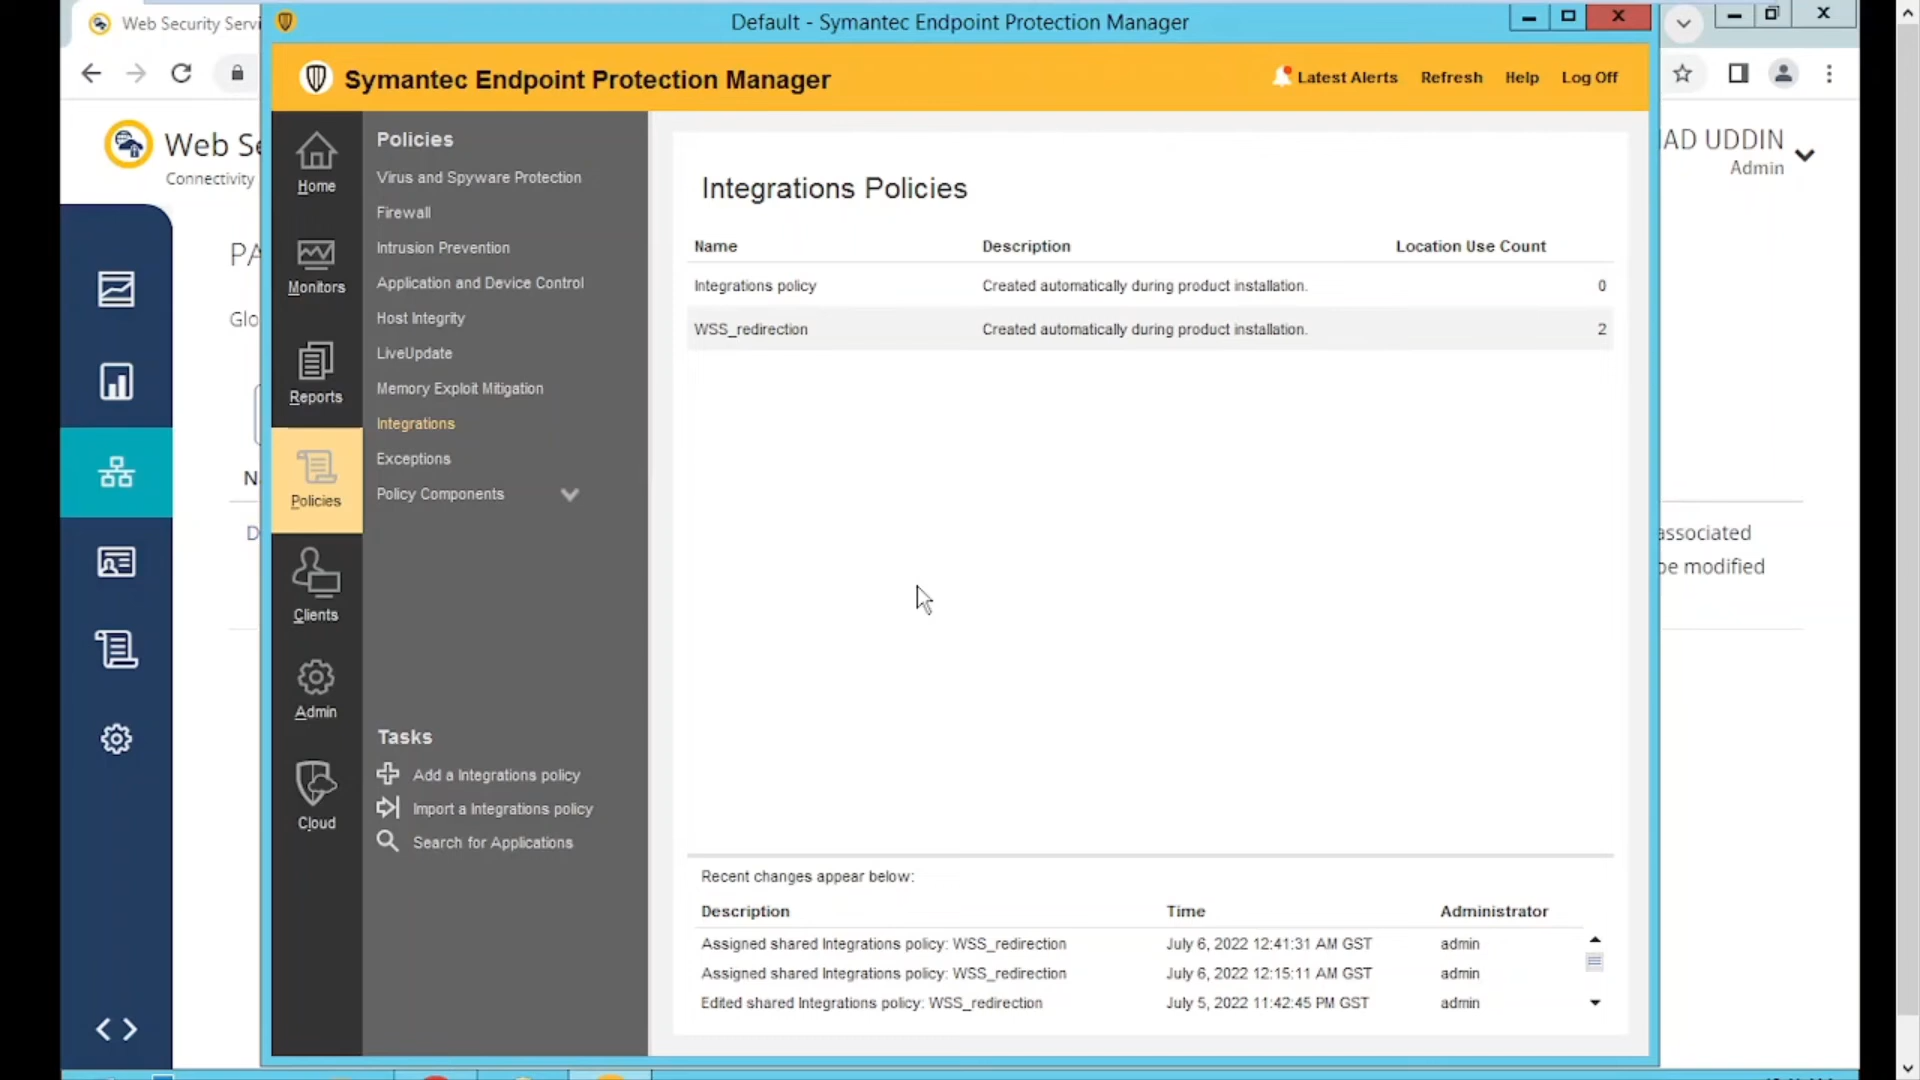 Web Security Servi
Default - Symantec Endpoint Protection Manager
Symantec Endpoint Protection Manager
Latest Alerts
Refresh
Help
Log Off
Web Se
Connectivity
AD UDDIN
Admin
PA
Glo
N
D
associated
be modified
Home
Monitors
Reports
Policies
Clients
Admin
Cloud
Policies
Virus and Spyware Protection
Firewall
Intrusion Prevention
Application and Device Control
Host Integrity
LiveUpdate
Memory Exploit Mitigation
Integrations
Exceptions
Policy Components
Tasks
Add a Integrations policy
Import a Integrations policy
Search for Applications
Integrations Policies
Name Description Location Use Count
Integrations policy Created automatically during product installation. 0
WSS_redirection Created automatically during product installation. 2
Recent changes appear below:
Description Time Administrator
Assigned shared Integrations policy: WSS_redirection July 6, 2022 12:41:31 AM GST admin
Assigned shared Integrations policy: WSS_redirection July 6, 2022 12:15:11 AM GST admin
Edited shared Integrations policy: WSS_redirection July 5, 2022 11:42:45 PM GST admin